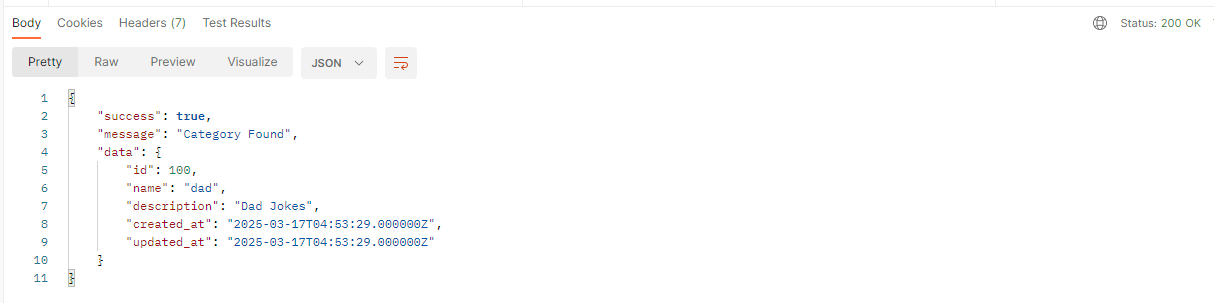 Body Cookies Headers (7) Test Results Status: 200 OK
Pretty Raw Preview Visualize JSON
1 {
2 "success": true,
3 "message": "Category Found",
4 "data": {
5 "id": 100,
6 "name": "dad",
7 "description": "Dad Jokes",
8 "created_at": "2025-03-17T04:53:29.000000Z",
9 "updated_at": "2025-03-17T04:53:29.000000Z"
10 }
11 }